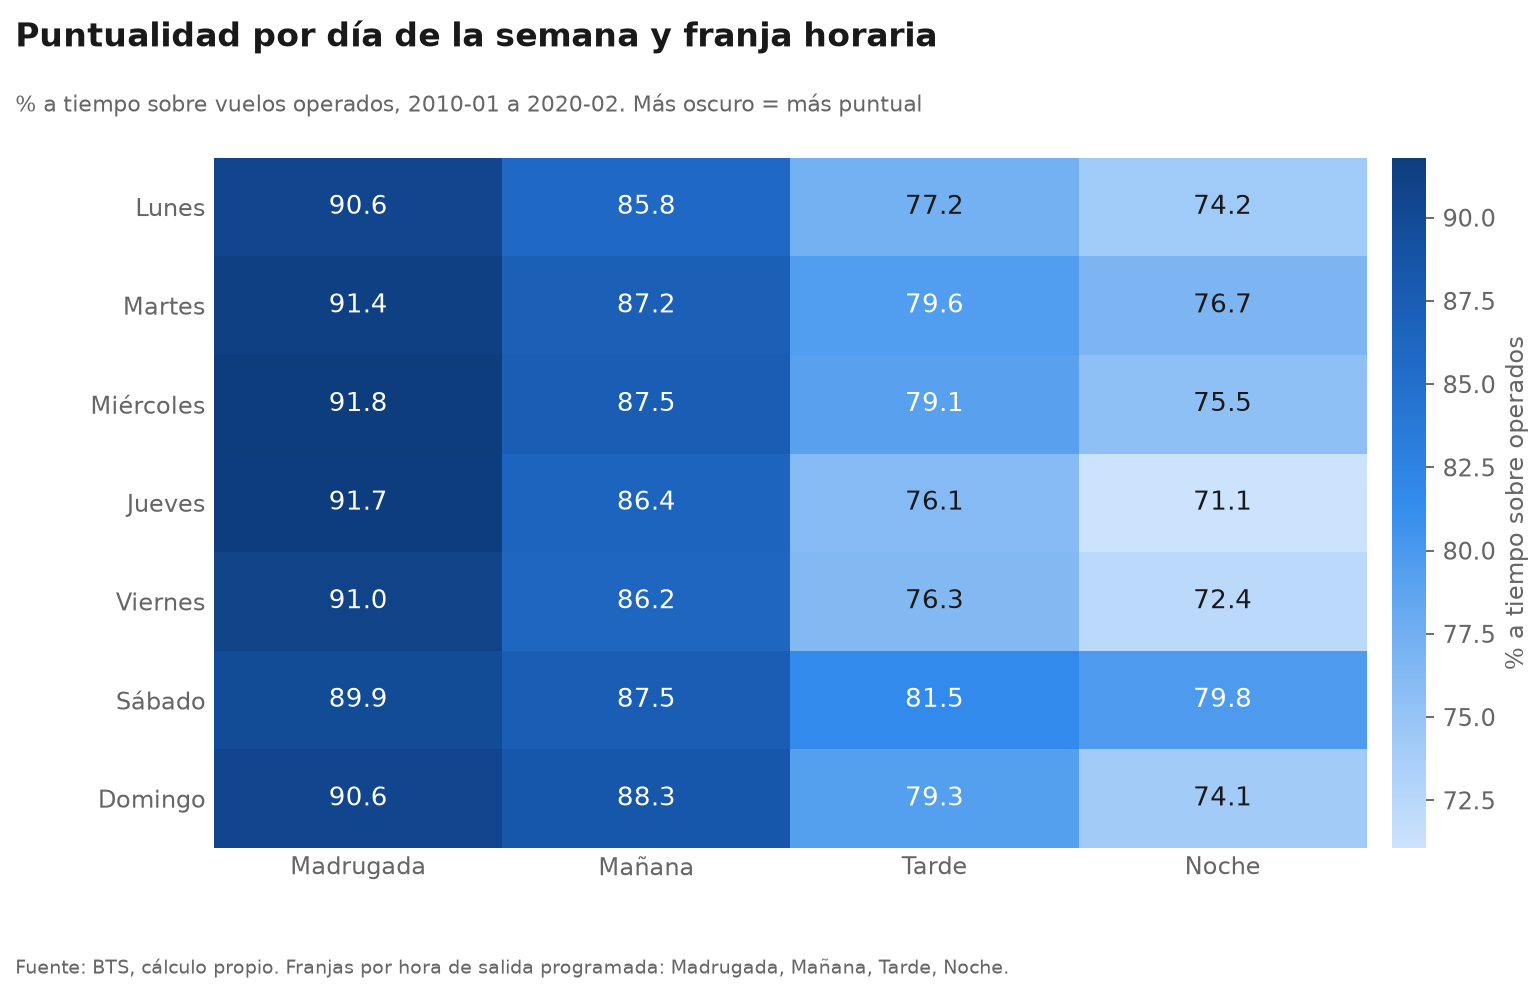 Puntualidad por día de la semana y franja horaria
% a tiempo sobre vuelos operados, 2010-01 a 2020-02. Más oscuro = más puntual
Lunes 90.6 85.8 77.2 74.2
Martes 91.4 87.2 79.6 76.7
Miércoles 91.8 87.5 79.1 75.5
Jueves 91.7 86.4 76.1 71.1
Viernes 91.0 86.2 76.3 72.4
Sábado 89.9 87.5 81.5 79.8
Domingo 90.6 88.3 79.3 74.1
Madrugada Mañana Tarde Noche
90.0
87.5
85.0
82.5
80.0
77.5
75.0
72.5
% a tiempo sobre operados
Fuente: BTS, cálculo propio. Franjas por hora de salida programada: Madrugada, Mañana, Tarde, Noche.